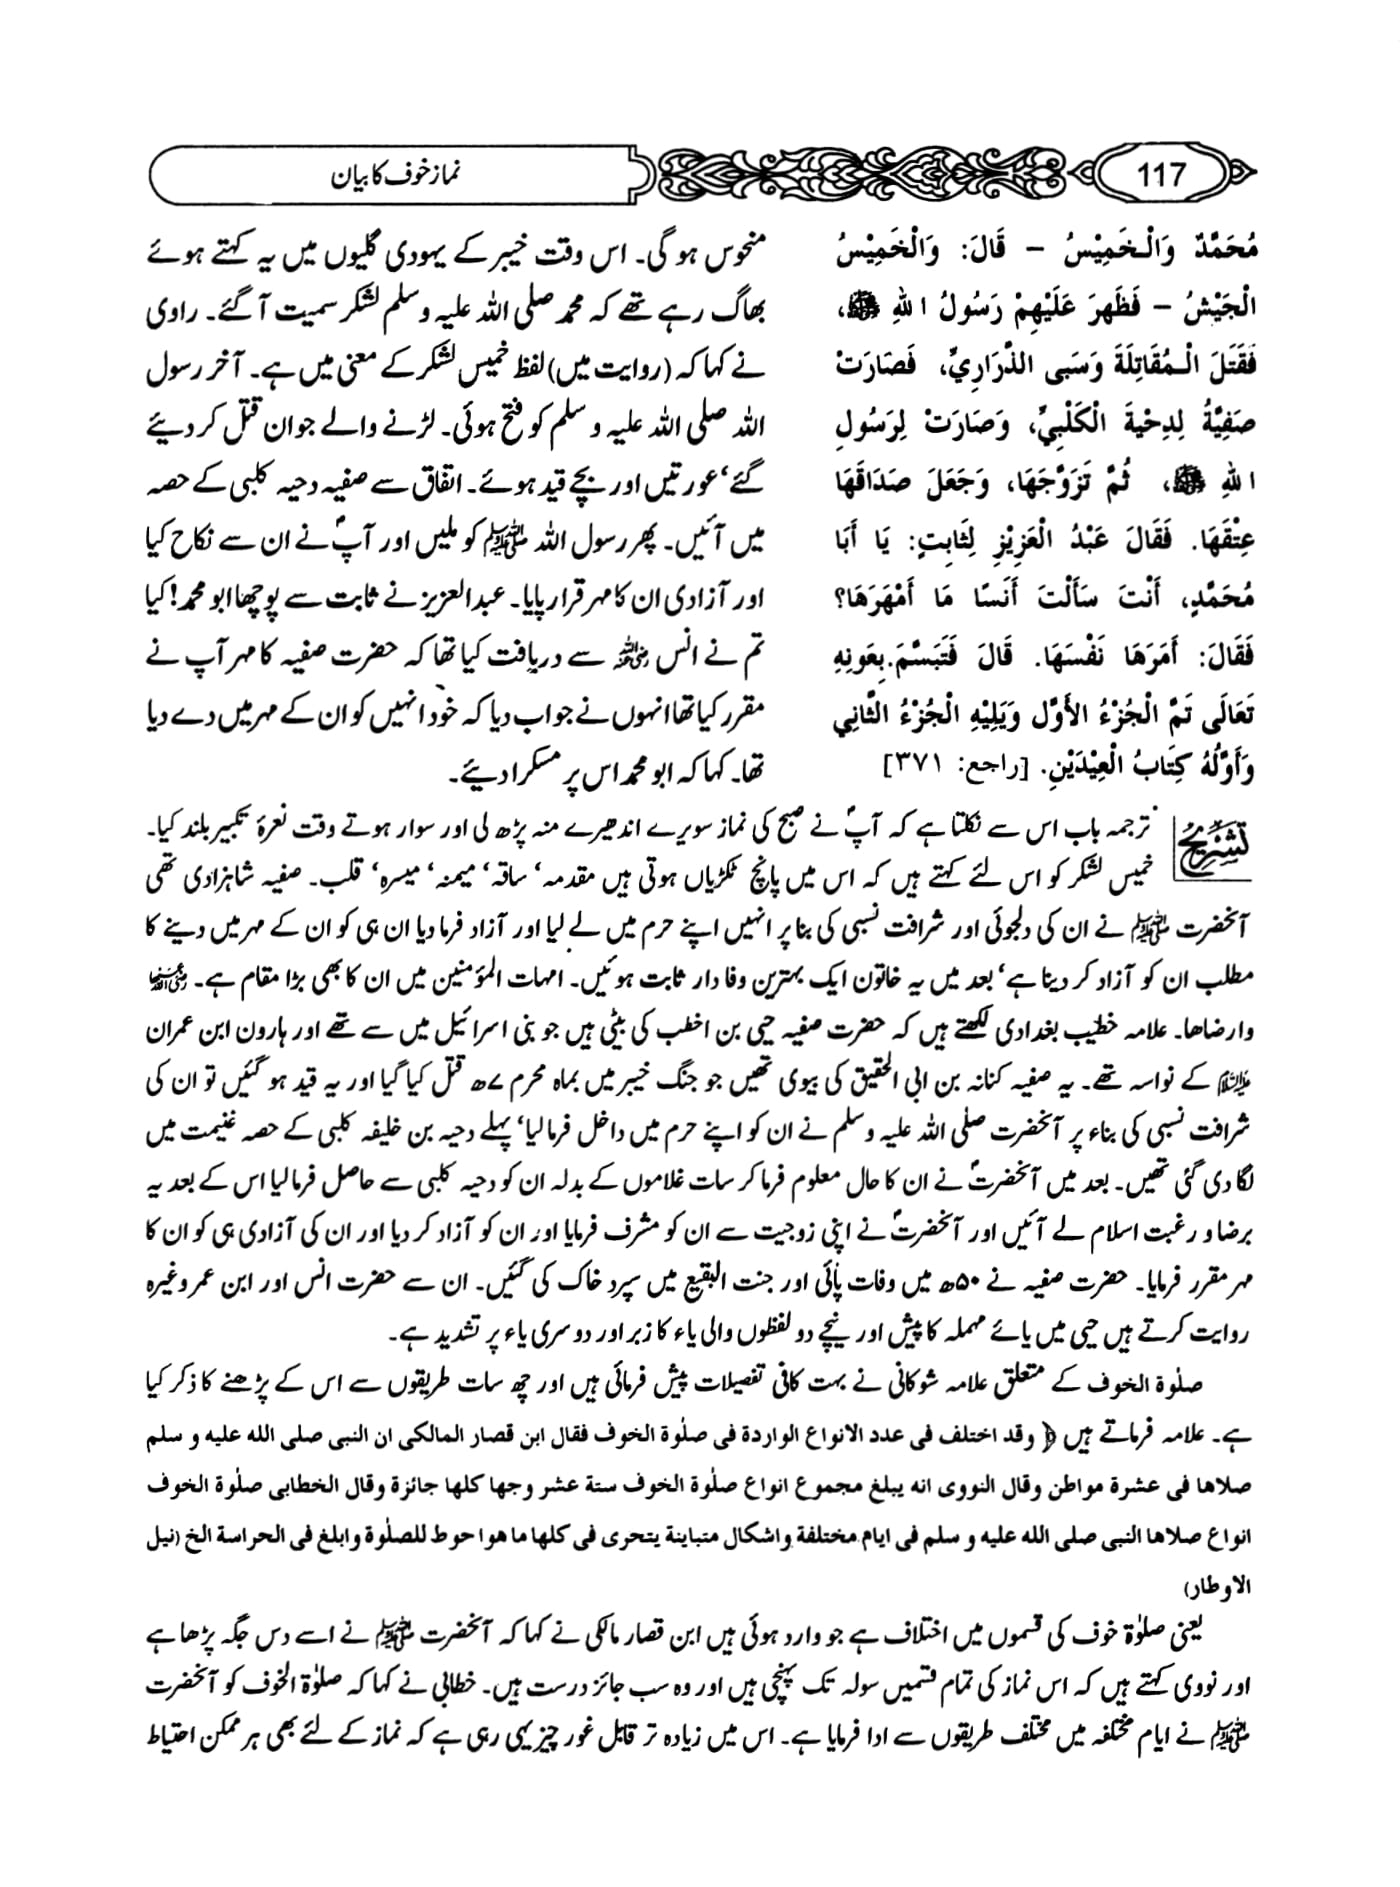 117
نماز خوف کا بیان
مُحَمَّدٌ وَالْخَمِيْسُ – قَالَ: وَالْخَمِيْسُ
الْجَيْشُ – فَظَهَرَ عَلَيْهِمْ رَسُولُ اللهِ ﷺ،
فَقَتَلَ الْـمُقَاتِلَةَ وَسَبَى الذَّرَارِيَّ، فَصَارَتْ
صَفِيَّةُ لِدِحْيَةَ الْكَلْبِيِّ، وَصَارَتْ لِرَسُولِ
اللهِ ﷺ، ثُمَّ تَزَوَّجَهَا، وَجَعَلَ صَدَاقَهَا
عِتْقَهَا. فَقَالَ عَبْدُ الْعَزِيْزِ لِثَابِتٍ: يَا أَبَا
مُحَمَّدٍ، أَنْتَ سَأَلْتَ أَنَسًا مَا أَمْهَرَهَا؟
فَقَالَ: أَمَرَهَا نَفْسَهَا. قَالَ فَتَبَسَّمَ.بِعَونِهِ
تَعَالَى تَمَّ الْجُزْءُ الأَوَّل وَيَلِيْهِ الْجُزْءُ الثَّانِي
وَأَوَّلُهُ كِتَابُ الْعِيْدَيْنِ. [راجع: ٣٧١]
منحوس ہو گی۔ اس وقت خیبر کے یہودی گلیوں میں یہ کہتے ہوئے
بھاگ رہے تھے کہ محمد صلی اللہ علیہ و سلم لشکر سمیت آ گئے۔ راوی
نے کہا کہ (روایت میں) لفظ خمیس لشکر کے معنی میں ہے۔ آخر رسول
اللہ صلی اللہ علیہ و سلم کو فتح ہوئی۔ لڑنے والے جوان قتل کر دیئے
گئے‘ عورتیں اور بچے قید ہوئے۔ اتفاق سے صفیہ دحیہ کلبی کے حصہ
میں آئیں۔ پھر رسول اللہ ﷺ کو ملیں اور آپؐ نے ان سے نکاح کیا
اور آزادی ان کا مہر قرار پایا۔ عبدالعزیز نے ثابت سے پوچھا ابو محمد! کیا
تم نے انس رضی اللہ عنہ سے دریافت کیا تھا کہ حضرت صفیہ کا مہر آپ نے
مقرر کیا تھا انہوں نے جواب دیا کہ خود انہیں کو ان کے مہر میں دے دیا
تھا۔ کہا کہ ابو محمد اس پر مسکرا دیئے۔
تشریح
ترجمہ باب اس سے نکلتا ہے کہ آپؐ نے صبح کی نماز سویرے اندھیرے منہ پڑھ لی اور سوار ہوتے وقت نعرۂ تکبیر بلند کیا۔
خمیس لشکر کو اس لئے کہتے ہیں کہ اس میں پانچ ٹکڑیاں ہوتی ہیں مقدمہ‘ ساقہ‘ میمنہ‘ میسرہ‘ قلب۔ صفیہ شاہزادی تھی
آنحضرت ﷺ نے ان کی دلجوئی اور شرافت نسبی کی بنا پر انہیں اپنے حرم میں لے لیا اور آزاد فرما دیا ان ہی کو ان کے مہر میں دینے کا
مطلب ان کو آزاد کر دینا ہے‘ بعد میں یہ خاتون ایک بہترین وفا دار ثابت ہوئیں۔ امہات المؤمنین میں ان کا بھی بڑا مقام ہے۔ رضی اللہ عنہا
وارضاھا۔ علامہ خطیب بغدادی لکھتے ہیں کہ حضرت صفیہ حیی بن اخطب کی بیٹی ہیں جو بنی اسرائیل میں سے تھے اور ہارون ابن عمران
علیہ السلام کے نواسہ تھے۔ یہ صفیہ کنانہ بن ابی الحقیق کی بیوی تھیں جو جنگ خیبر میں بماہ محرم ۷ھ قتل کیا گیا اور یہ قید ہو گئیں تو ان کی
شرافت نسبی کی بناء پر آنحضرت صلی اللہ علیہ و سلم نے ان کو اپنے حرم میں داخل فرما لیا‘ پہلے دحیہ بن خلیفہ کلبی کے حصہ غنیمت میں
لگا دی گئی تھیں۔ بعد میں آنحضرتؐ نے ان کا حال معلوم فرما کر سات غلاموں کے بدلہ ان کو دحیہ کلبی سے حاصل فرما لیا اس کے بعد یہ
برضا و رغبت اسلام لے آئیں اور آنحضرتؐ نے اپنی زوجیت سے ان کو مشرف فرمایا اور ان کو آزاد کر دیا اور ان کی آزادی ہی کو ان کا
مہر مقرر فرمایا۔ حضرت صفیہ نے ۵۰ھ میں وفات پائی اور جنت البقیع میں سپرد خاک کی گئیں۔ ان سے حضرت انس اور ابن عمر وغیرہ
روایت کرتے ہیں حیی میں یائے مہملہ کا پیش اور نیچے دو لفظوں والی یاء کا زبر اور دوسری یاء پر تشدید ہے۔
صلوٰۃ الخوف کے متعلق علامہ شوکانی نے بہت کافی تفصیلات پیش فرمائی ہیں اور چھ سات طریقوں سے اس کے پڑھنے کا ذکر کیا
ہے۔ علامہ فرماتے ہیں ﴿ وقد اختلف فی عدد الانواع الواردة فی صلوٰة الخوف فقال ابن قصار المالکی ان النبی صلی الله علیه و سلم
صلاها فی عشرة مواطن وقال النووی انه یبلغ مجموع انواع صلوٰة الخوف ستة عشر وجها کلها جائزة وقال الخطابی صلوٰة الخوف
انواع صلاها النبی صلی الله علیه و سلم فی ایام مختلفة واشکال متباینة یتحری فی کلها ما هوا حوط للصلٰوة وابلغ فی الحراسة الخ (نیل
الاوطار)
یعنی صلوٰۃ خوف کی قسموں میں اختلاف ہے جو وارد ہوئی ہیں ابن قصار مالکی نے کہا کہ آنحضرت ﷺ نے اسے دس جگہ پڑھا ہے
اور نووی کہتے ہیں کہ اس نماز کی تمام قسمیں سولہ تک پہنچی ہیں اور وہ سب جائز درست ہیں۔ خطابی نے کہا کہ صلوٰۃ الخوف کو آنحضرت
ﷺ نے ایام مختلفہ میں مختلف طریقوں سے ادا فرمایا ہے۔ اس میں زیادہ تر قابل غور چیز یہی رہی ہے کہ نماز کے لئے بھی ہر ممکن احتیاط